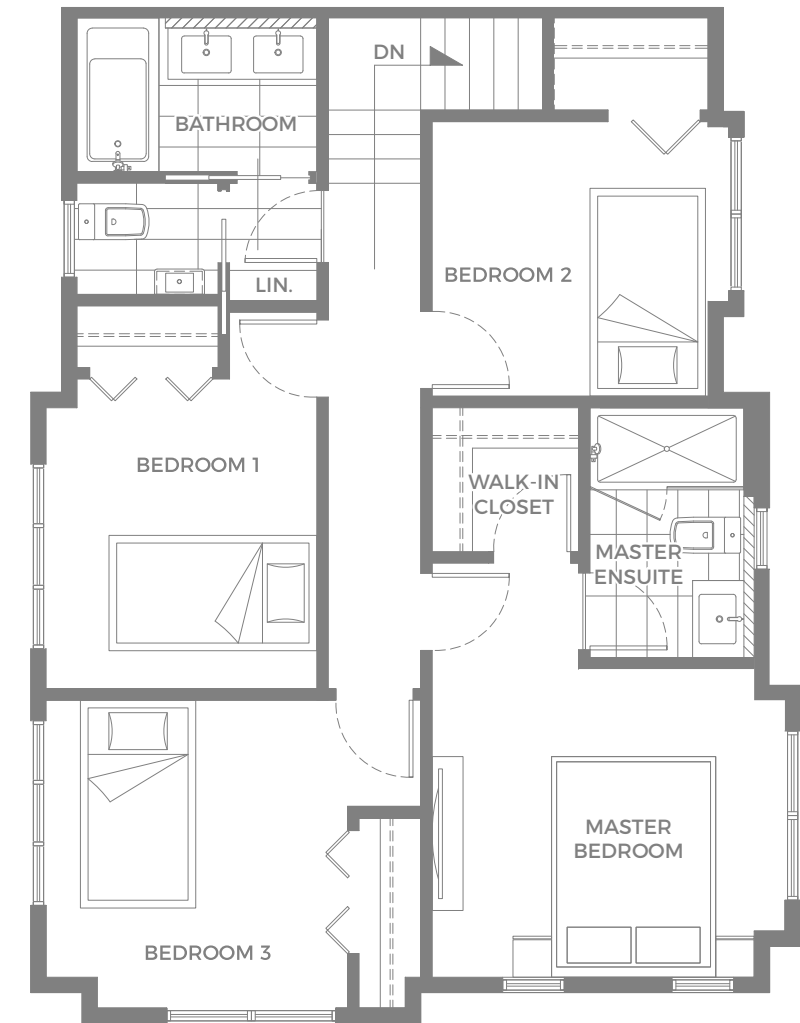 DN
BATHROOM
BEDROOM 2
LIN.
BEDROOM 1
WALK-IN
CLOSET
MASTER
ENSUITE
MASTER
BEDROOM
BEDROOM 3